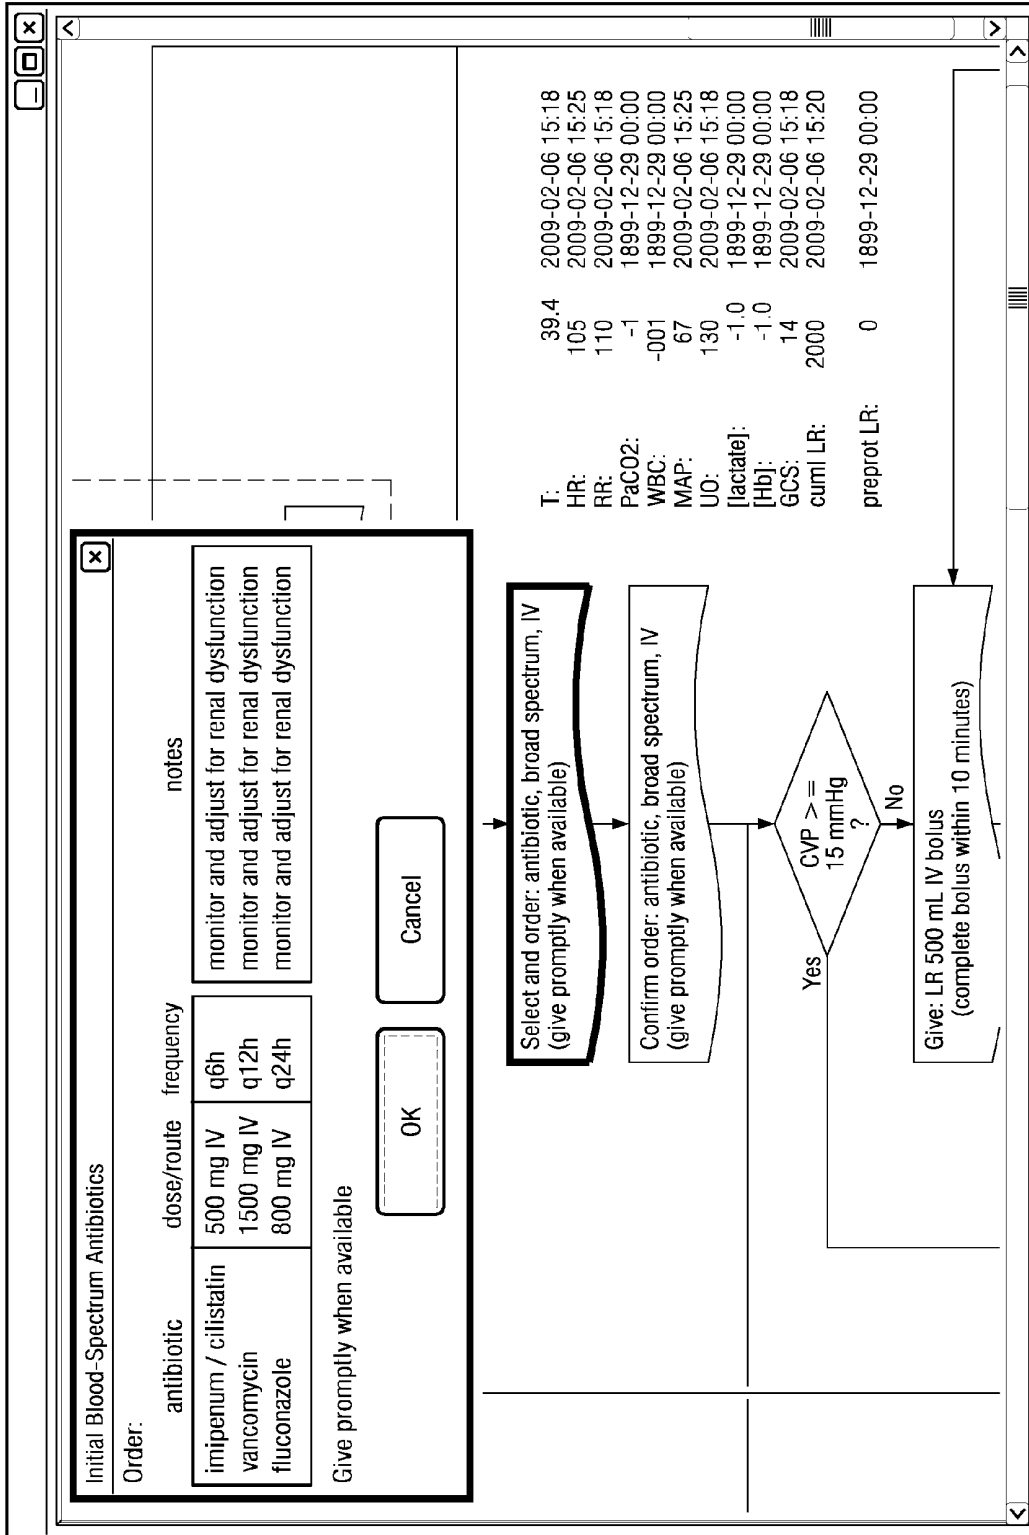 Initial Blood-Spectrum Antibiotics
Order:
antibiotic dose/route frequency notes
imipenum / cilistatin 500 mg IV q6h monitor and adjust for renal dysfunction
vancomycin 1500 mg IV q12h monitor and adjust for renal dysfunction
fluconazole 800 mg IV q24h monitor and adjust for renal dysfunction
Give promptly when available
OK Cancel
Select and order: antibiotic, broad spectrum, IV
(give promptly when available)
Confirm order: antibiotic, broad spectrum, IV
(give promptly when available)
CVP > =
15 mmHg
?
Yes
No
Give: LR 500 mL IV bolus
(complete bolus within 10 minutes)
T: 39.4 2009-02-06 15:18
HR: 105 2009-02-06 15:25
RR: 110 2009-02-06 15:18
PaCO2: -1 1899-12-29 00:00
WBC: -001 1899-12-29 00:00
MAP: 67 2009-02-06 15:25
UO: 130 2009-02-06 15:18
[lactate]: -1.0 1899-12-29 00:00
[Hb]: -1.0 1899-12-29 00:00
GCS: 14 2009-02-06 15:18
cuml LR: 2000 2009-02-06 15:20
preprot LR: 0 1899-12-29 00:00